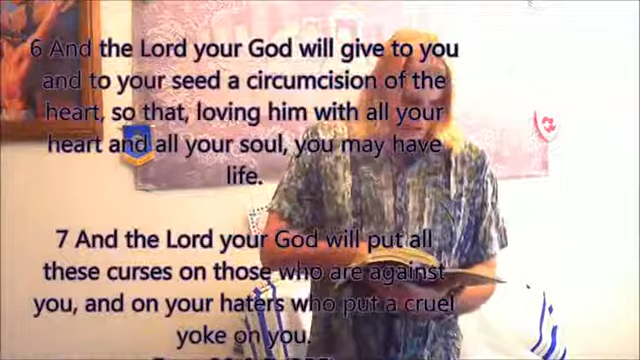 6 And the Lord your God will give to you
and to your seed a circumcision of the
heart, so that, loving him with all your
heart and all your soul, you may have
life.
7 And the Lord your God will put all
these curses on those who are against
you, and on your haters who put a cruel
yoke on you.